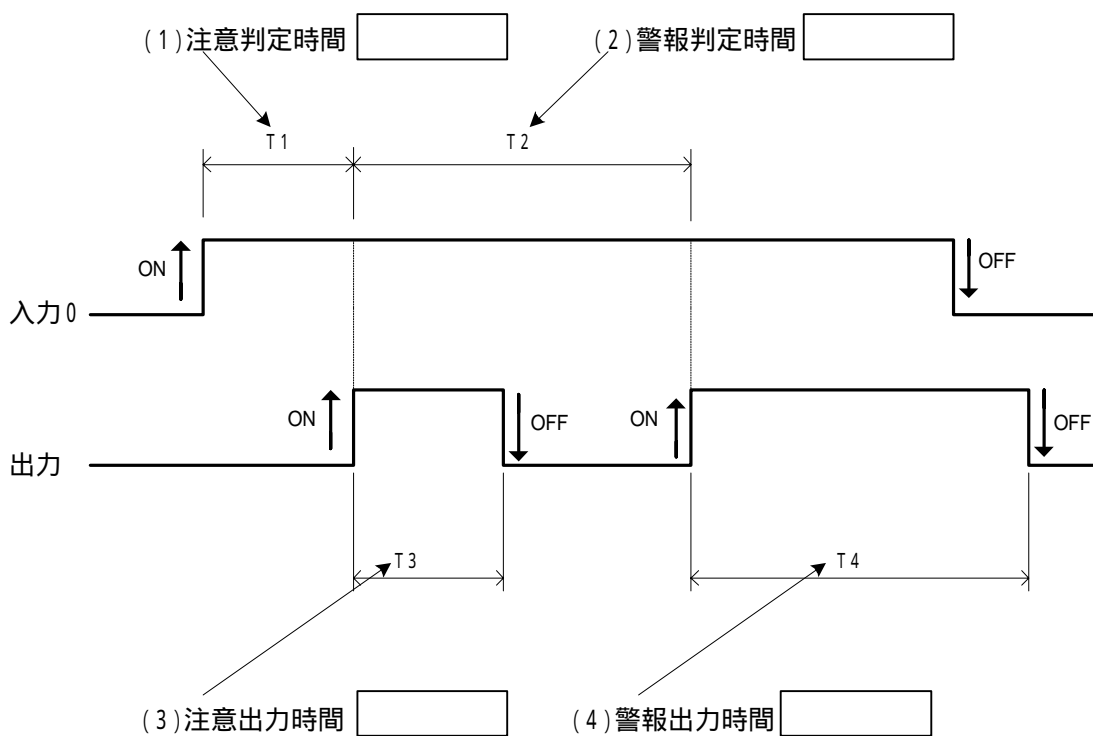 (1)注意判定時間
(2)警報判定時間
T1
T2
ON
OFF
入力0
ON
OFF
ON
OFF
出力
T3
T4
(3)注意出力時間
(4)警報出力時間